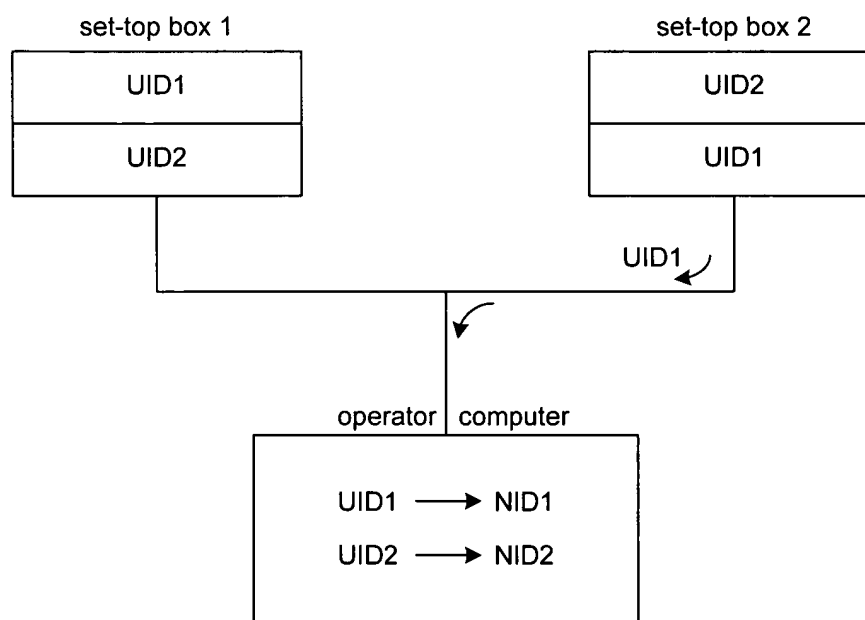 set-top box 1
UID1
UID2
set-top box 2
UID2
UID1
UID1
operator computer
UID1 → NID1
UID2 → NID2